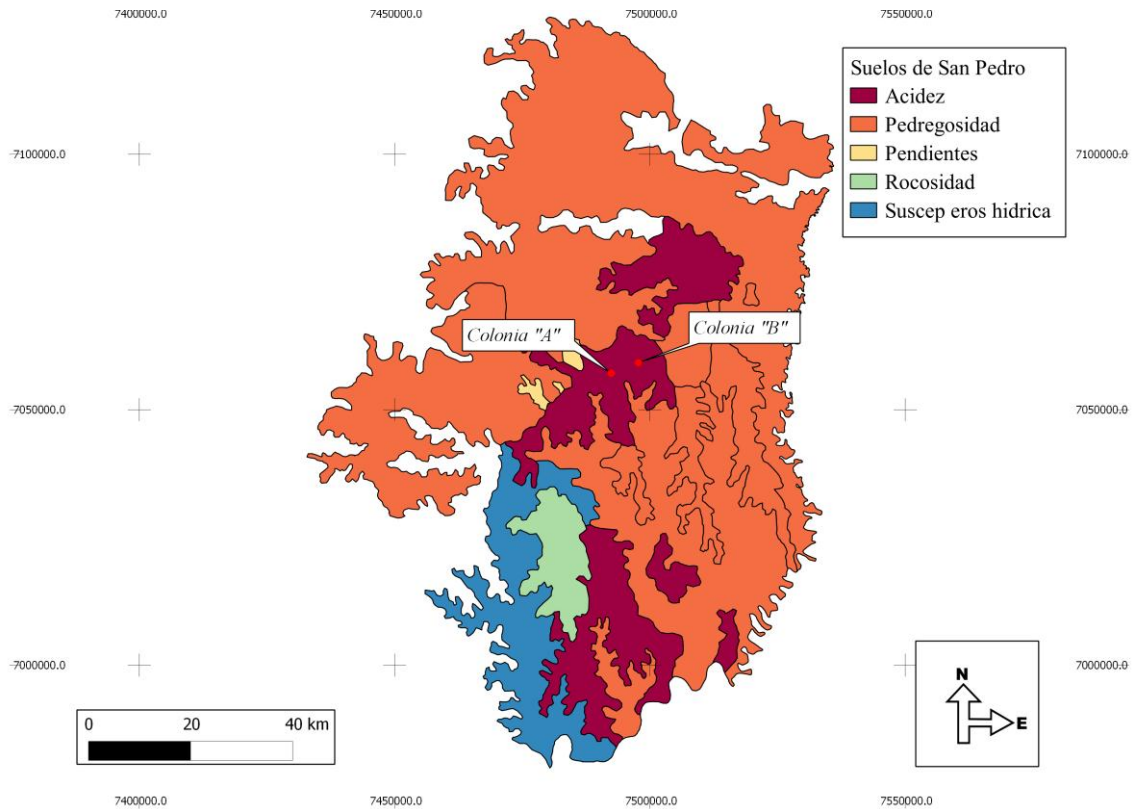 7400000.0
7450000.0
7500000.0
7550000.0
Suelos de San Pedro
Acidez
Pedregosidad
Pendientes
Rocosidad
Suscep eros hidrica
7100000.0
7100000.0
Colonia "A"
Colonia "B"
7050000.0
7050000.0
7000000.0
7000000.0
N
E
0
20
40 km
7400000.0
7450000.0
7500000.0
7550000.0